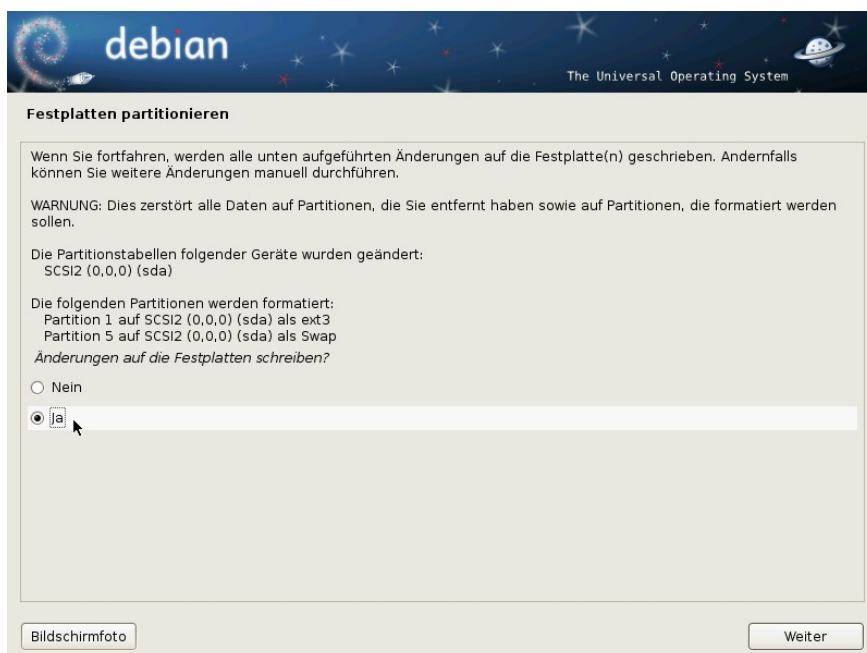 debian
The Universal Operating System
Festplatten partitionieren
Wenn Sie fortfahren, werden alle unten aufgeführten Änderungen auf die Festplatte(n) geschrieben. Andernfalls
können Sie weitere Änderungen manuell durchführen.
WARNUNG: Dies zerstört alle Daten auf Partitionen, die Sie entfernt haben sowie auf Partitionen, die formatiert werden
sollen.
Die Partitionstabellen folgender Geräte wurden geändert:
SCSI2 (0,0,0) (sda)
Die folgenden Partitionen werden formatiert:
Partition 1 auf SCSI2 (0,0,0) (sda) als ext3
Partition 5 auf SCSI2 (0,0,0) (sda) als Swap
Änderungen auf die Festplatten schreiben?
Nein
Ja
Bildschirmfoto
Weiter